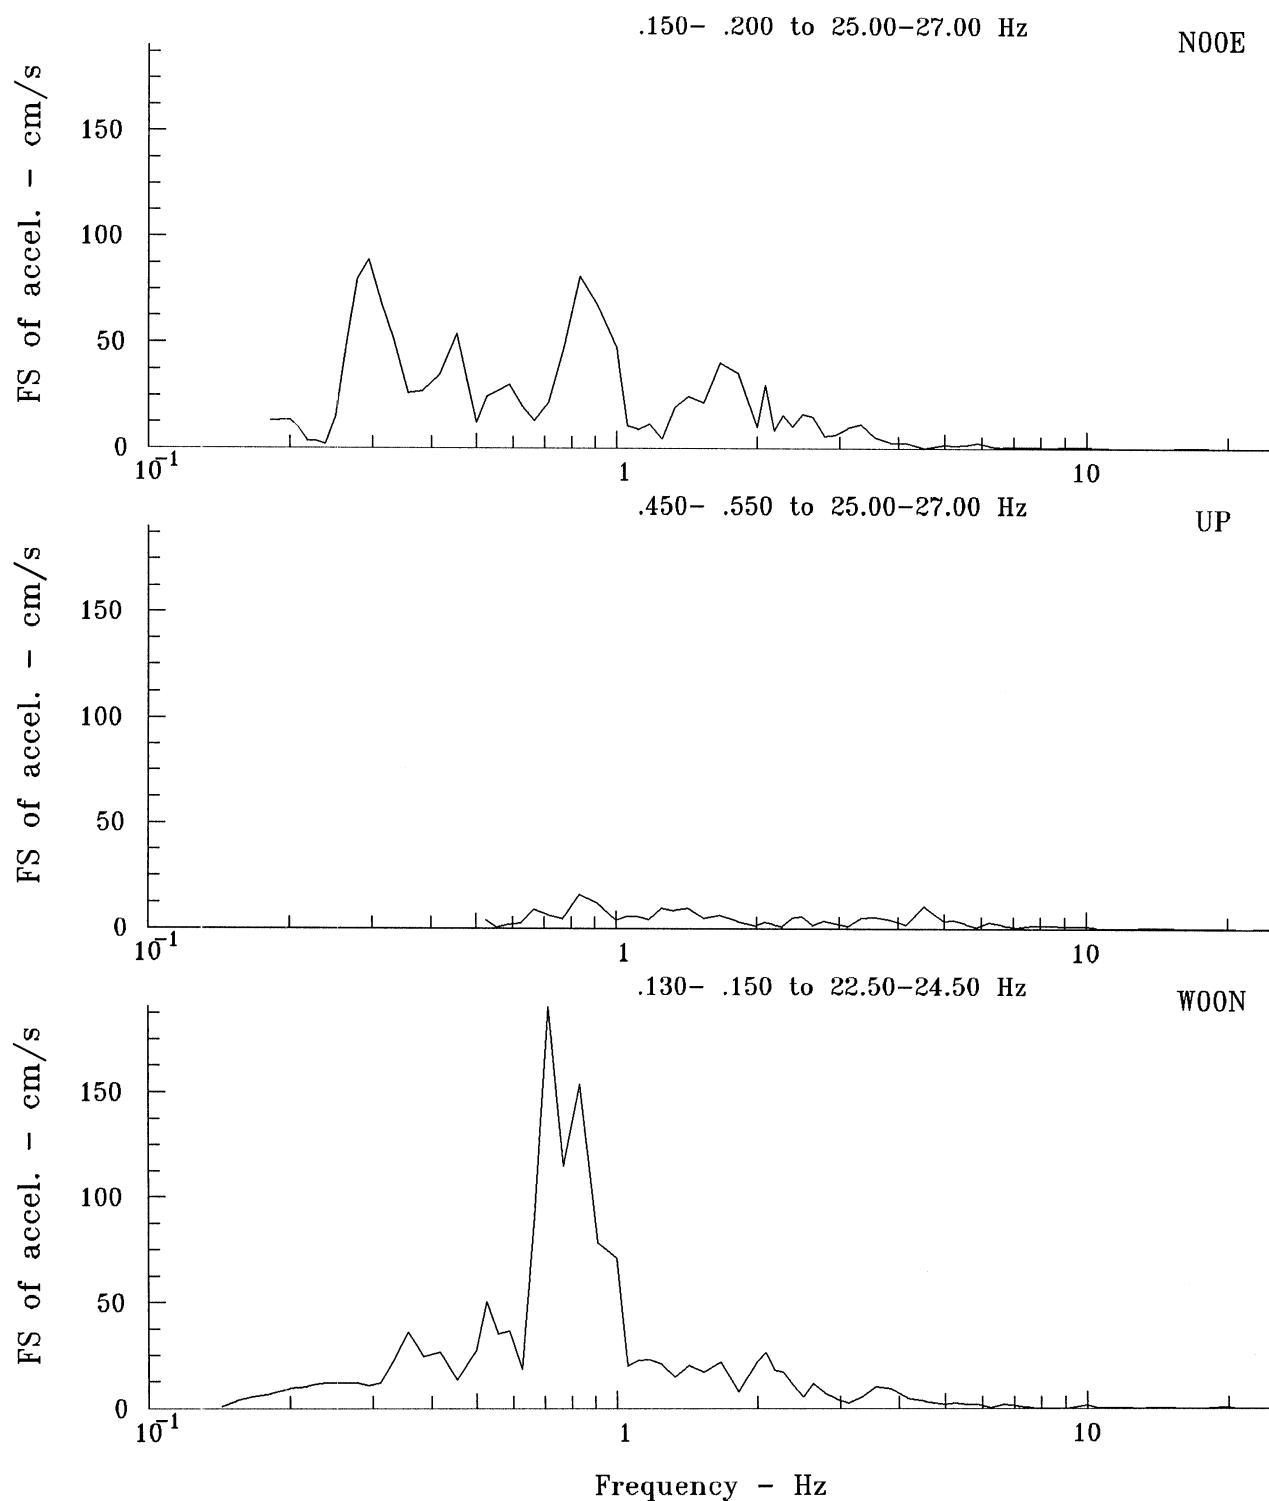 .150- .200 to 25.00-27.00 Hz
N00E
FS of accel. - cm/s
150
100
50
0
10-1
1
10
.450- .550 to 25.00-27.00 Hz
UP
FS of accel. - cm/s
150
100
50
0
10-1
1
10
.130- .150 to 22.50-24.50 Hz
W00N
FS of accel. - cm/s
150
100
50
0
10-1
1
10
Frequency - Hz